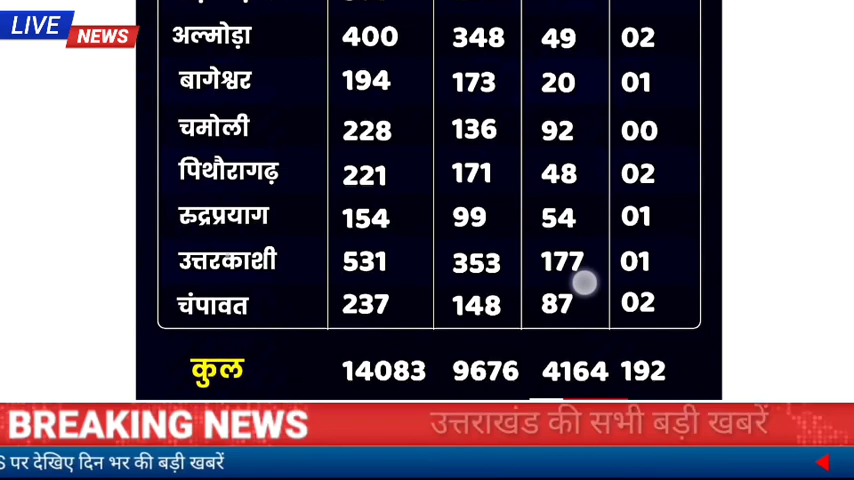 LIVE
NEWS
अल्मोड़ा 400 348 49 02
बागेश्वर 194 173 20 01
चमोली 228 136 92 00
पिथौरागढ़ 221 171 48 02
रुद्रप्रयाग 154 99 54 01
उत्तरकाशी 531 353 177 01
चंपावत 237 148 87 02
कुल 14083 9676 4164 192
BREAKING NEWS उत्तराखंड की सभी बड़ी खबरें
S पर देखिए दिन भर की बड़ी खबरें